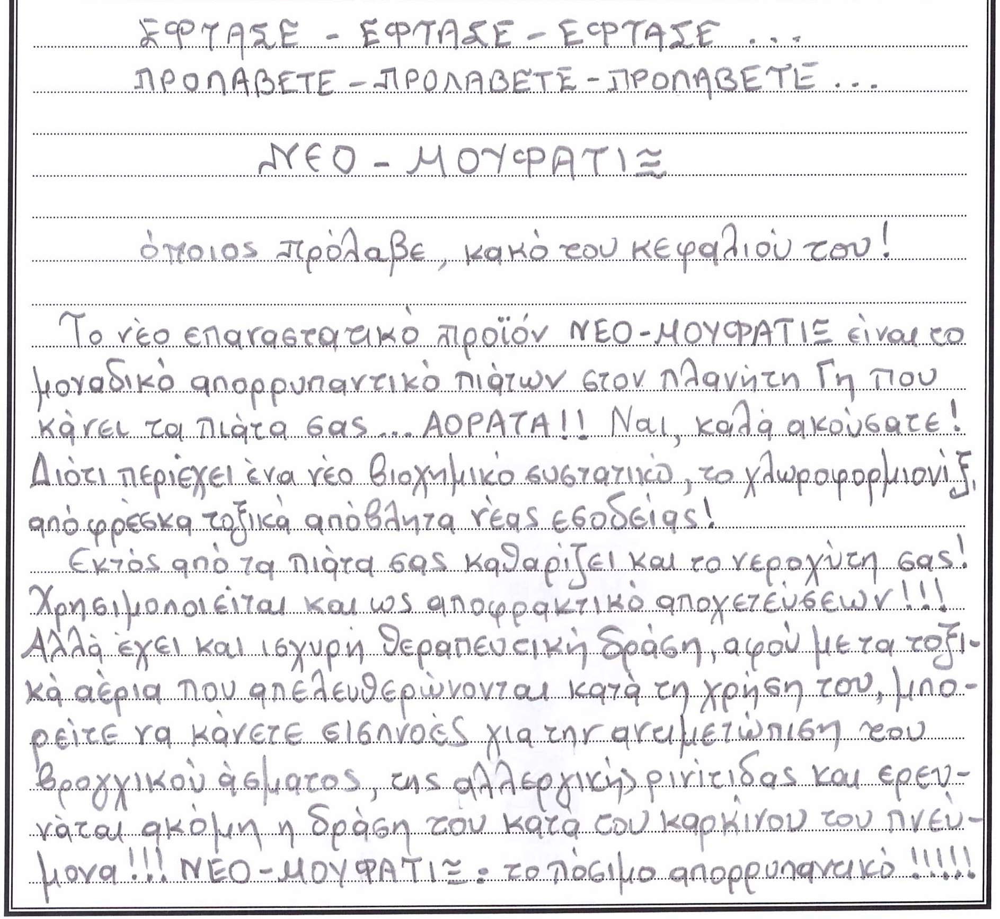 ΕΦΤΑΣΕ - ΕΦΤΑΣΕ - ΕΦΤΑΣΕ ...
ΠΡΟΛΑΒΕΤΕ - ΠΡΟΛΑΒΕΤΕ - ΠΡΟΛΑΒΕΤΕ ...
ΝΕΟ - ΜΟΥΦΑΤΙΞ
όποιος πρόλαβε, κακό του κεφαλιού του!
Το νέο επαναστατικό προϊόν ΝΕΟ-ΜΟΥΦΑΤΙΞ είναι το
μοναδικό απορρυπαντικό πιάτων στον πλανήτη Γη που
κάνει τα πιάτα σας ... ΑΟΡΑΤΑ!! Ναι, καλά ακούσατε!
Διότι περιέχει ένα νέο βιοχημικό συστατικό, το χλωροφορμιονίξ,
από φρέσκα τοξικά απόβλητα νέας εσοδείας!
Εκτός από τα πιάτα σας καθαρίζει και το νεροχύτη σας!
Χρησιμοποιείται και ως αποφρακτικό αποχετεύσεων!!!
Αλλά έχει και ισχυρή θεραπευτική δράση, αφού με τα τοξι-
κά αέρια που απελευθερώνονται κατά τη χρήση του, μπο-
ρείτε να κάνετε εισπνοές για την αντιμετώπιση του
βρογχικού άσματος, της αλλεργικής ρινίτιδας και ερευ-
νάται ακόμη η δράση του κατά του καρκίνου του πνεύ-
μονα!!! ΝΕΟ-ΜΟΥΦΑΤΙΞ: το πόσιμο απορρυπαντικό!!!!!